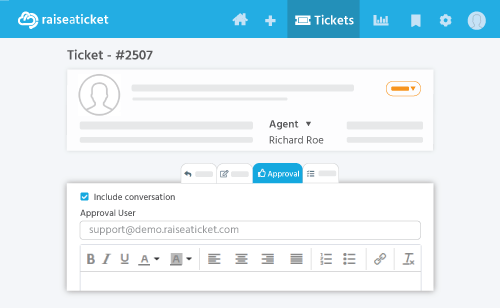 raiseaticket
Tickets
Ticket - #2507
Agent
Richard Roe
Approval
Include conversation
Approval User
support@demo.raiseaticket.com
B I U A A